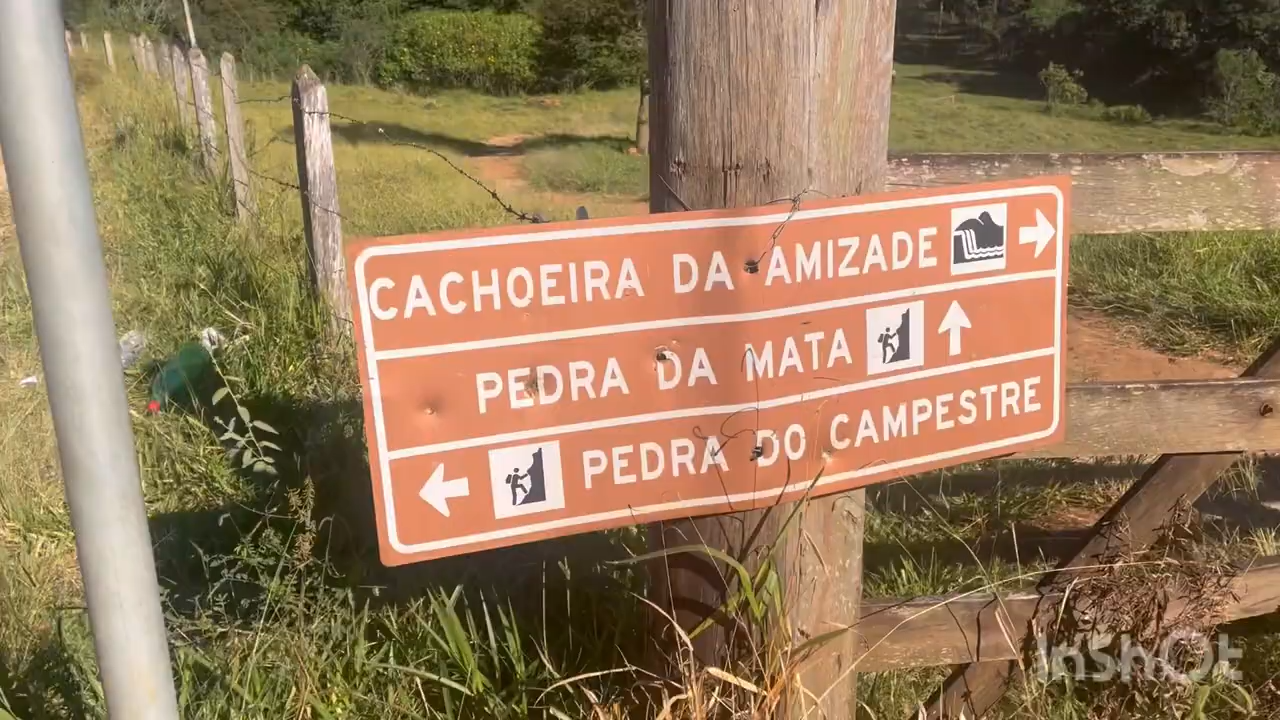 CACHOEIRA DA AMIZADE
PEDRA DA MATA
PEDRA DO CAMPESTRE
InShOt